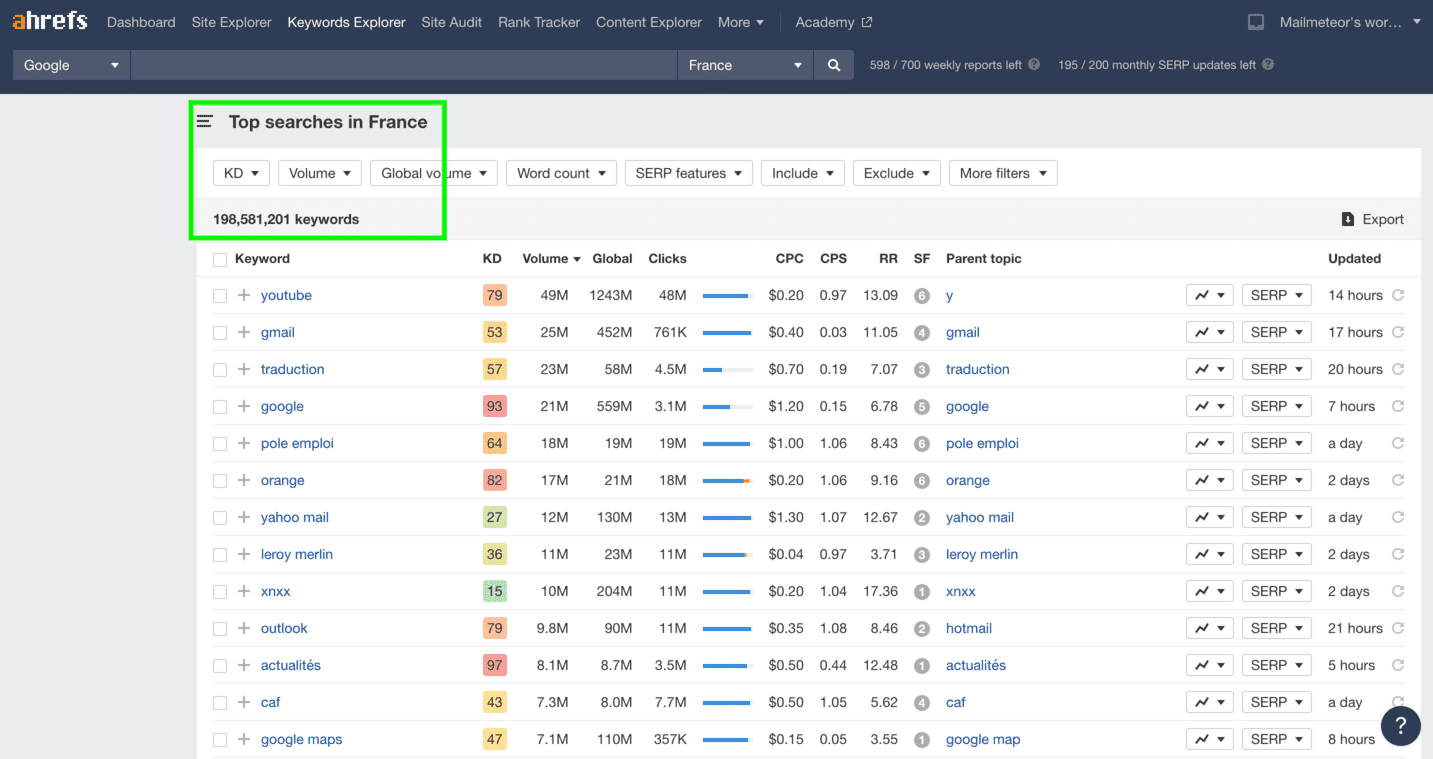 ahrefs Dashboard Site Explorer Keywords Explorer Site Audit Rank Tracker Content Explorer More Academy Mailmeteor's wor...
Google France 598 / 700 weekly reports left ? 195 / 200 monthly SERP updates left ?
Top searches in France
KD Volume Global volume Word count SERP features Include Exclude More filters
198,581,201 keywords Export
Keyword KD Volume Global Clicks CPC CPS RR SF Parent topic Updated
youtube 79 49M 1243M 48M $0.20 0.97 13.09 6 y SERP 14 hours
gmail 53 25M 452M 761K $0.40 0.03 11.05 4 gmail SERP 17 hours
traduction 57 23M 58M 4.5M $0.70 0.19 7.07 3 traduction SERP 20 hours
google 93 21M 559M 3.1M $1.20 0.15 6.78 5 google SERP 7 hours
pole emploi 64 18M 19M 19M $1.00 1.06 8.43 6 pole emploi SERP a day
orange 82 17M 21M 18M $0.20 1.06 9.16 6 orange SERP 2 days
yahoo mail 27 12M 130M 13M $1.30 1.07 12.67 2 yahoo mail SERP a day
leroy merlin 36 11M 23M 11M $0.04 0.97 3.71 3 leroy merlin SERP 2 days
xnxx 15 10M 204M 11M $0.20 1.04 17.36 1 xnxx SERP 2 days
outlook 79 9.8M 90M 11M $0.35 1.08 8.46 2 hotmail SERP 21 hours
actualités 97 8.1M 8.7M 3.5M $0.50 0.44 12.48 1 actualités SERP 5 hours
caf 43 7.3M 8.0M 7.7M $0.50 1.05 5.62 4 caf SERP a day
google maps 47 7.1M 110M 357K $0.15 0.05 3.55 1 google map SERP 8 hours
?